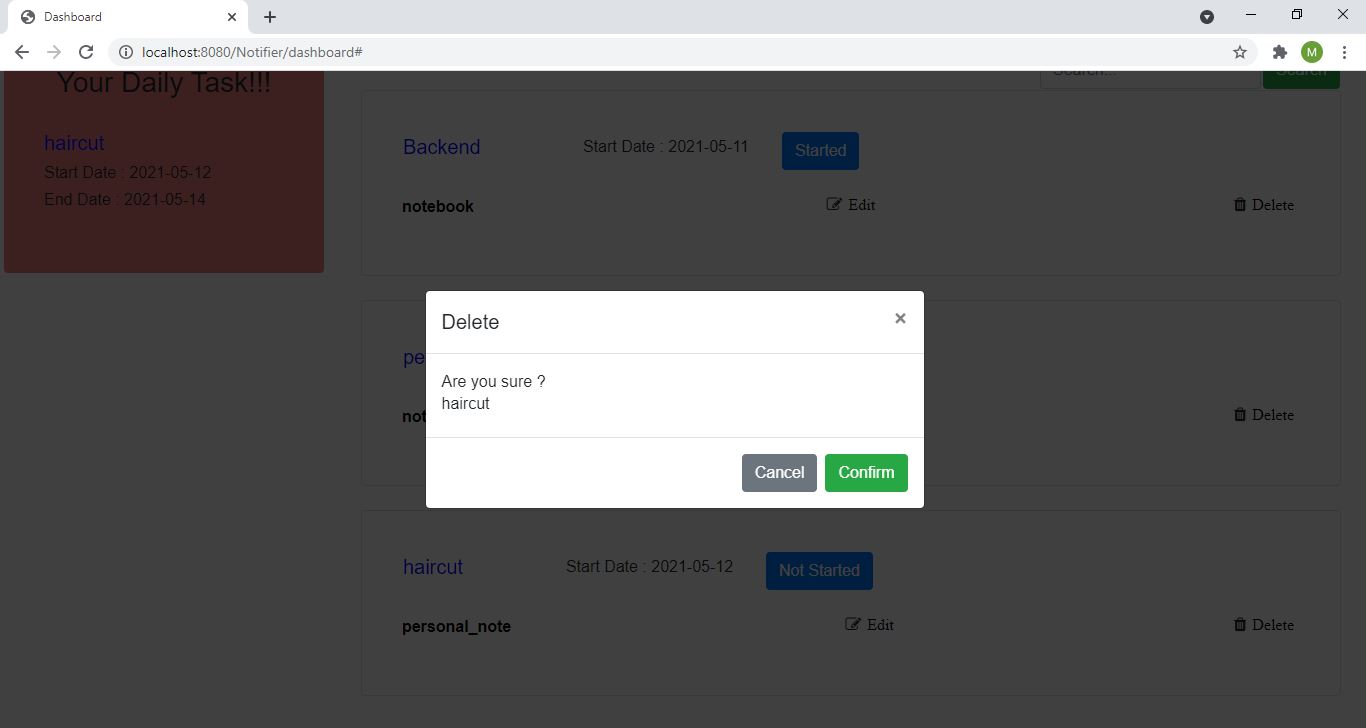 Dashboard
localhost:8080/Notifier/dashboard#
M
Your Daily Task!!!
haircut
Start Date : 2021-05-12
End Date : 2021-05-14
Search...
Search
Backend
Start Date : 2021-05-11
Started
notebook
Edit
Delete
Delete
Are you sure ?
haircut
Cancel
Confirm
pe
not
Delete
haircut
Start Date : 2021-05-12
Not Started
personal_note
Edit
Delete